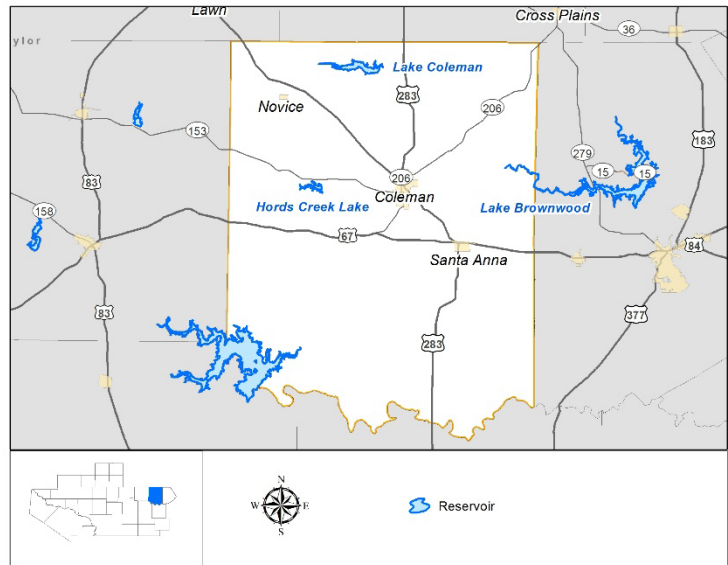 Lawn
Cross Plains
36
aylor
Lake Coleman
283
206
183
Novice
153
279
15
15
83
206
Coleman
158
Hords Creek Lake
Lake Brownwood
67
84
Santa Anna
83
377
283
N
W
E
S
Reservoir